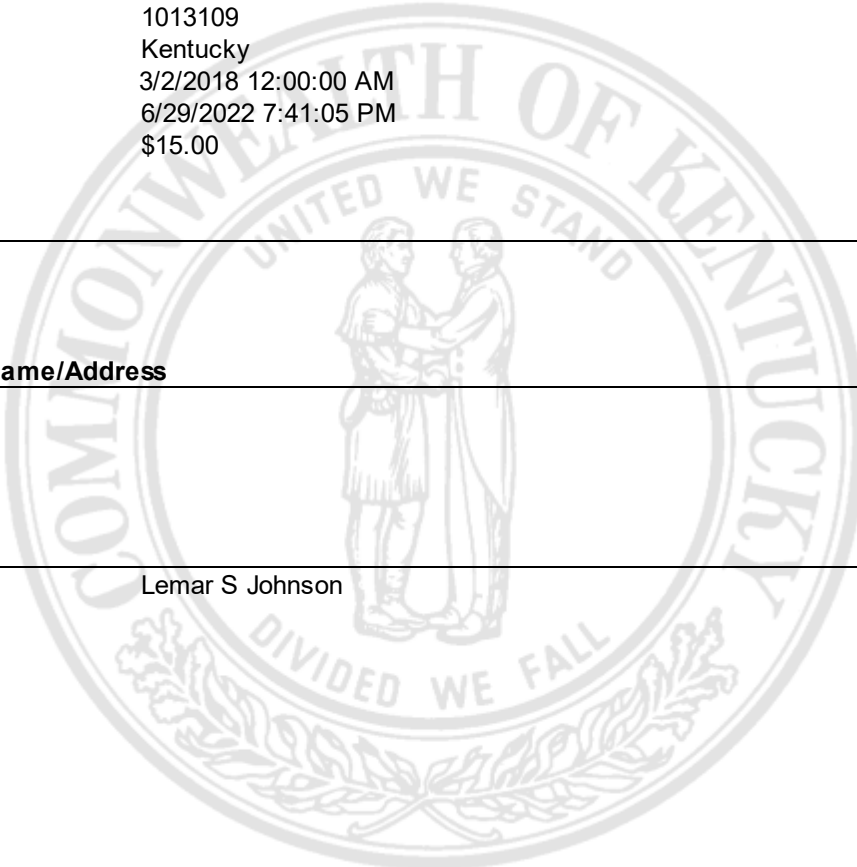 1013109
Kentucky
3/2/2018 12:00:00 AM
6/29/2022 7:41:05 PM
$15.00
COMMONWEALTH OF KENTUCKY
UNITED WE STAND
ame/Address
Lemar S Johnson
DIVIDED WE FALL